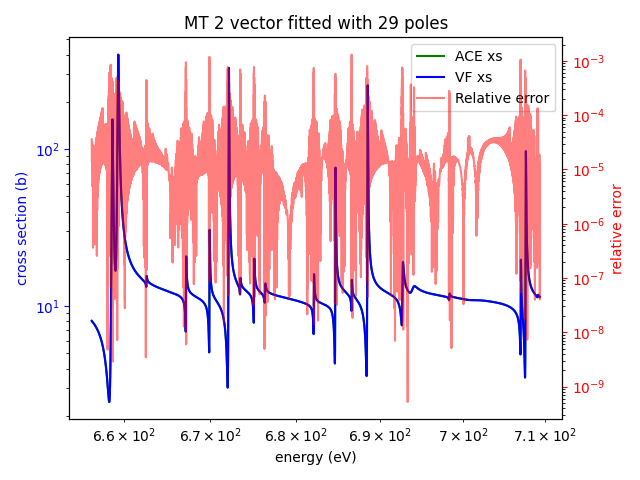 MT 2 vector fitted with 29 poles
ACE xs
VF xs
Relative error
cross section (b)
10²
10¹
10⁻³
10⁻⁴
10⁻⁵
10⁻⁶
10⁻⁷
10⁻⁸
10⁻⁹
relative error
6.6 × 10² 6.7 × 10² 6.8 × 10² 6.9 × 10² 7 × 10² 7.1 × 10²
energy (eV)